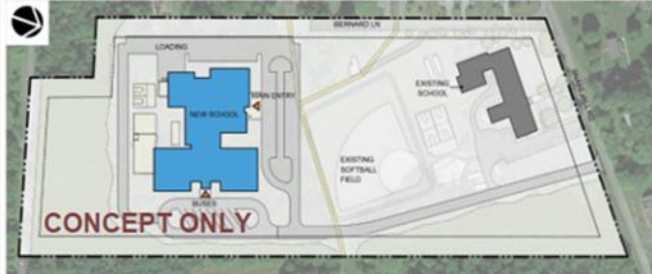 BERNARD LN
LOADING
MAIN ENTRY
NEW SCHOOL
EXISTING
SCHOOL
EXISTING
SOFTBALL
FIELD
BUSES
CONCEPT ONLY